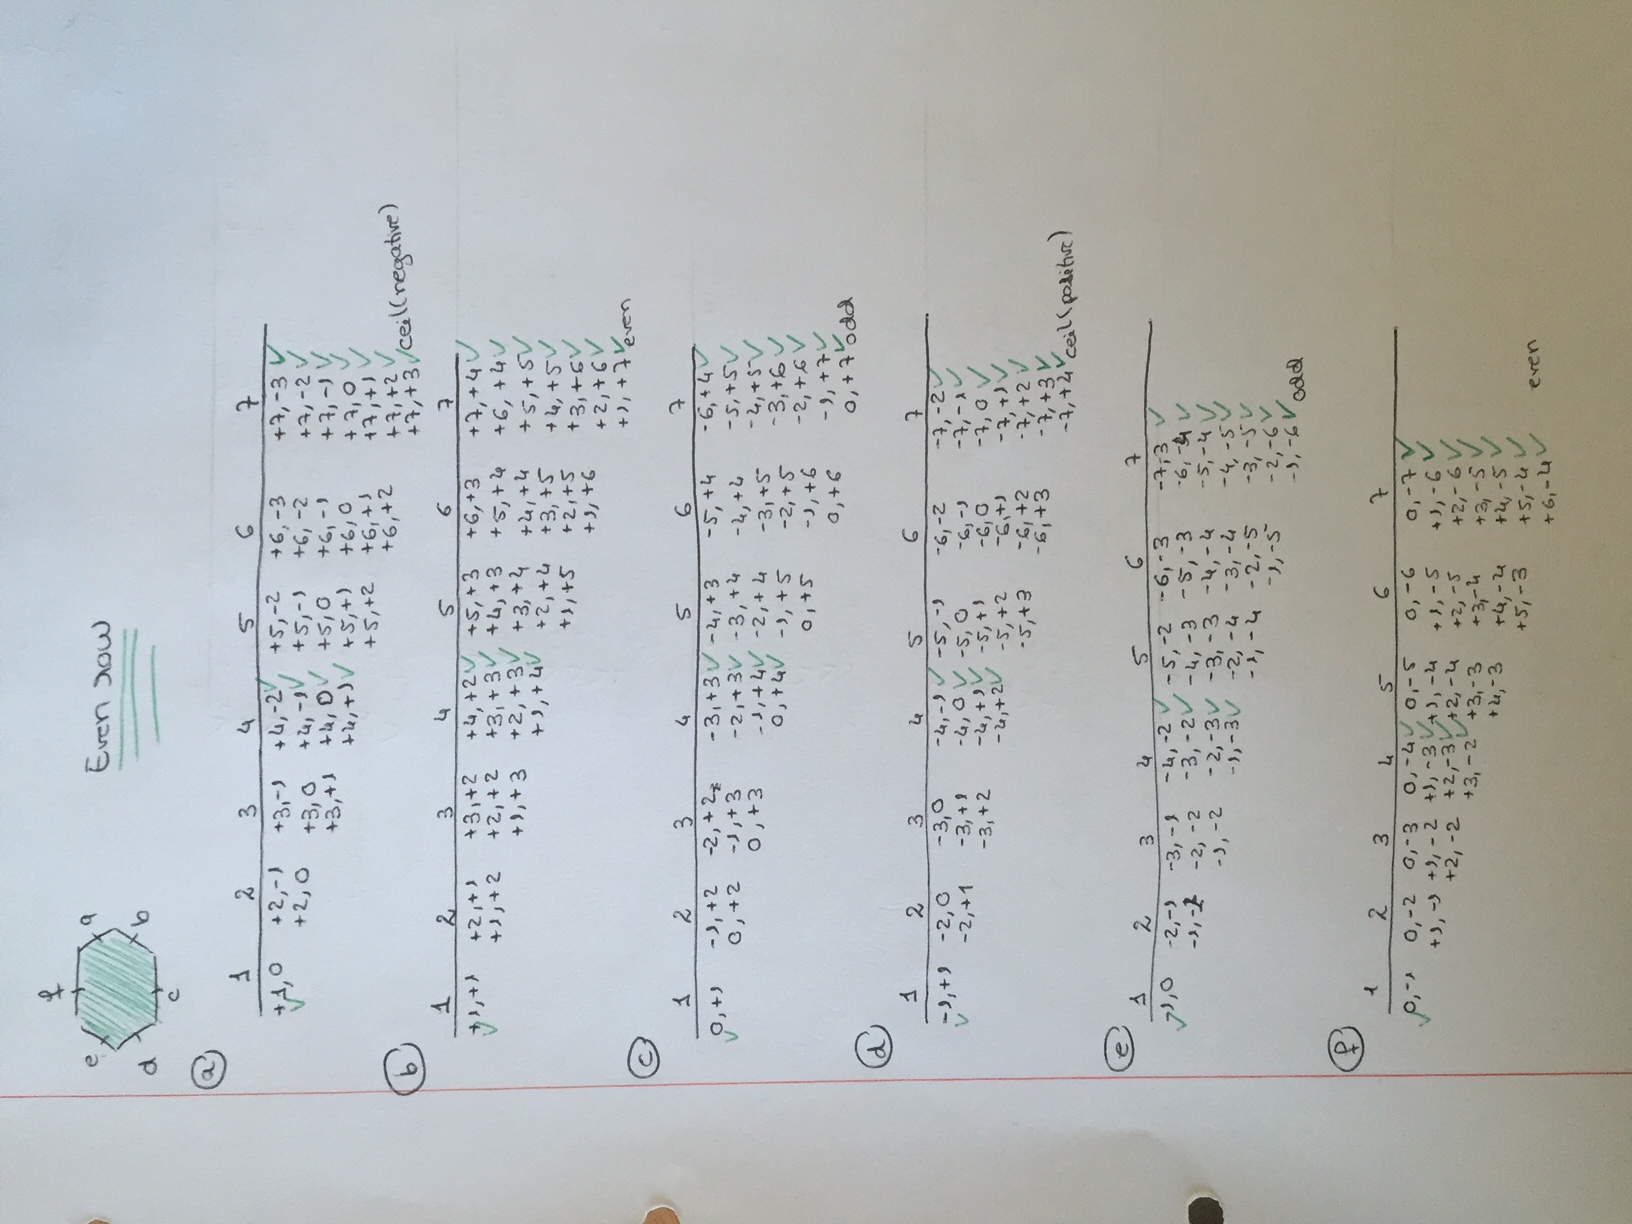 Even row
f
e a
d b
c
a
1 2 3 4 5 6 7
+1,0 +2,-1 +3,-1 +4,-2 +5,-2 +6,-3 +7,-3
+2,0 +3,0 +4,-1 +5,-1 +6,-2 +7,-2
+3,+1 +4,0 +5,0 +6,-1 +7,-1
+4,+1 +5,+1 +6,0 +7,0
+5,+2 +6,+1 +7,+1
+6,+2 +7,+2
+7,+3 ceil(negative)
b
1 2 3 4 5 6 7
+1,+1 +2,+1 +3,+2 +4,+2 +5,+3 +6,+3 +7,+4
+1,+2 +2,+2 +3,+3 +4,+3 +5,+4 +6,+4
+1,+3 +2,+3 +3,+4 +4,+4 +5,+5
+1,+4 +2,+4 +3,+5 +4,+5
+1,+5 +2,+5 +3,+6
+1,+6 +2,+6
+1,+7 even
c
1 2 3 4 5 6 7
0,+1 -1,+2 -2,+2 -3,+3 -4,+3 -5,+4 -6,+4
0,+2 -1,+3 -2,+3 -3,+4 -4,+4 -5,+5
0,+3 -1,+4 -2,+4 -3,+5 -4,+5
0,+4 -1,+5 -2,+5 -3,+6
0,+5 -1,+6 -2,+6
0,+6 -1,+7
0,+7 odd
d
1 2 3 4 5 6 7
-1,+1 -2,0 -3,0 -4,-1 -5,-1 -6,-2 -7,-2
-2,+1 -3,+1 -4,0 -5,0 -6,-1 -7,-1
-3,+2 -4,+1 -5,+1 -6,0 -7,0
-4,+2 -5,+2 -6,+1 -7,+1
-5,+3 -6,+2 -7,+2
-6,+3 -7,+3
-7,+4 ceil(positive)
e
1 2 3 4 5 6 7
-1,0 -2,-1 -3,-1 -4,-2 -5,-2 -6,-3 -7,3
-2,-2 -3,-2 -4,-3 -5,-3 -6,-4
-1,-2 -2,-3 -3,-3 -4,-4 -5,-4
-1,-3 -2,-4 -3,-4 -4,-5
-1,-4 -2,-5 -3,-5
-1,-5 -2,-6
-1,-6 odd
f
1 2 3 4 5 6 7
0,-1 0,-2 0,-3 0,-4 0,-5 0,-6 0,-7
+1,-1 +1,-2 +1,-3 +1,-4 +1,-5 +1,-6
+2,-2 +2,-3 +2,-4 +2,-5 +2,-6
+3,-2 +3,-3 +3,-4 +3,-5
+4,-3 +4,-4 +4,-5
+5,-3 +5,-4
+6,-4 even